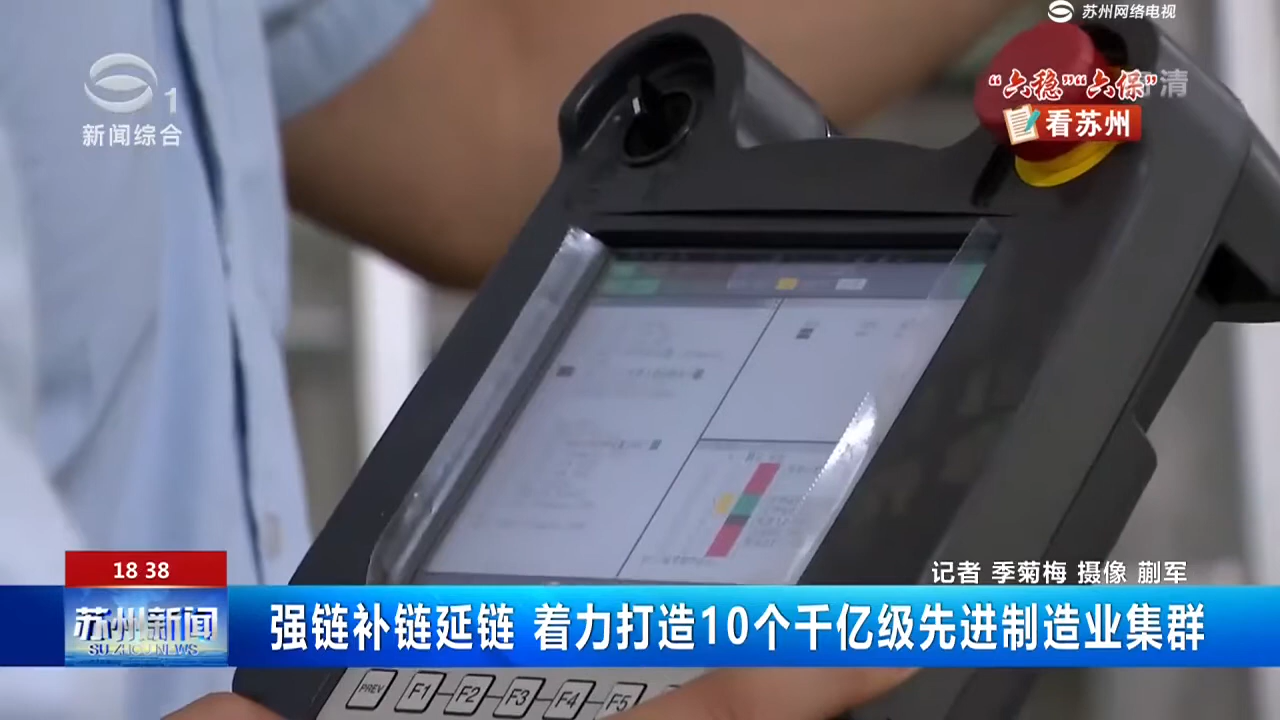 苏州网络电视
1
新闻综合
“六稳”“六保”
清
看苏州
18 38
记者 季菊梅 摄像 蒯军
苏州新闻
SUZHOU NEWS
强链补链延链 着力打造10个千亿级先进制造业集群
PREV F1 F2 F3 F4 F5